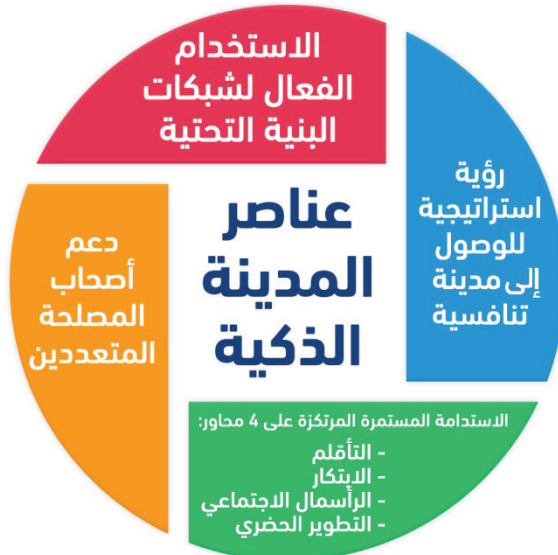 الاستخدام
الفعال لشبكات
البنية التحتية
رؤية
استراتيجية
للوصول
إلى مدينة
تنافسية
عناصر
المدينة
الذكية
دعم
أصحاب
المصلحة
المتعددين
الاستدامة المستمرة المرتكزة على 4 محاور:
- التأقلم
- الابتكار
- الرأسمال الاجتماعي
- التطوير الحضري